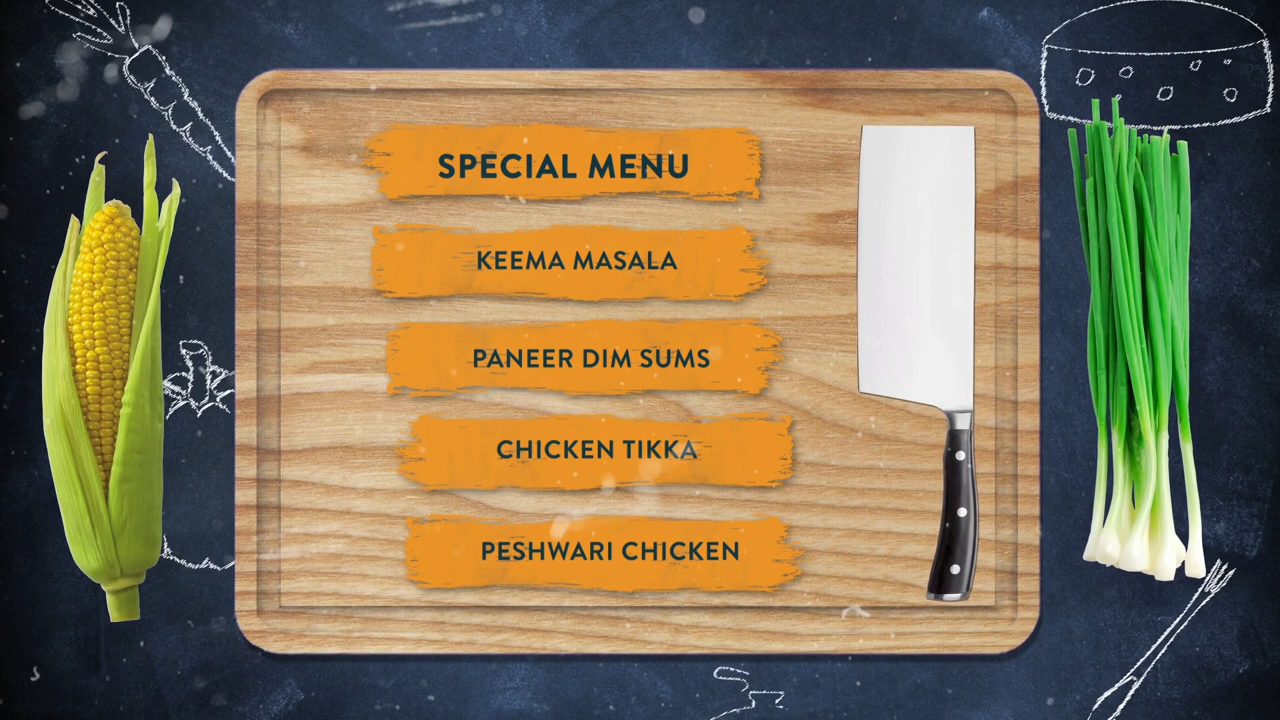 SPECIAL MENU
KEEMA MASALA
PANEER DIM SUMS
CHICKEN TIKKA
PESHWARI CHICKEN